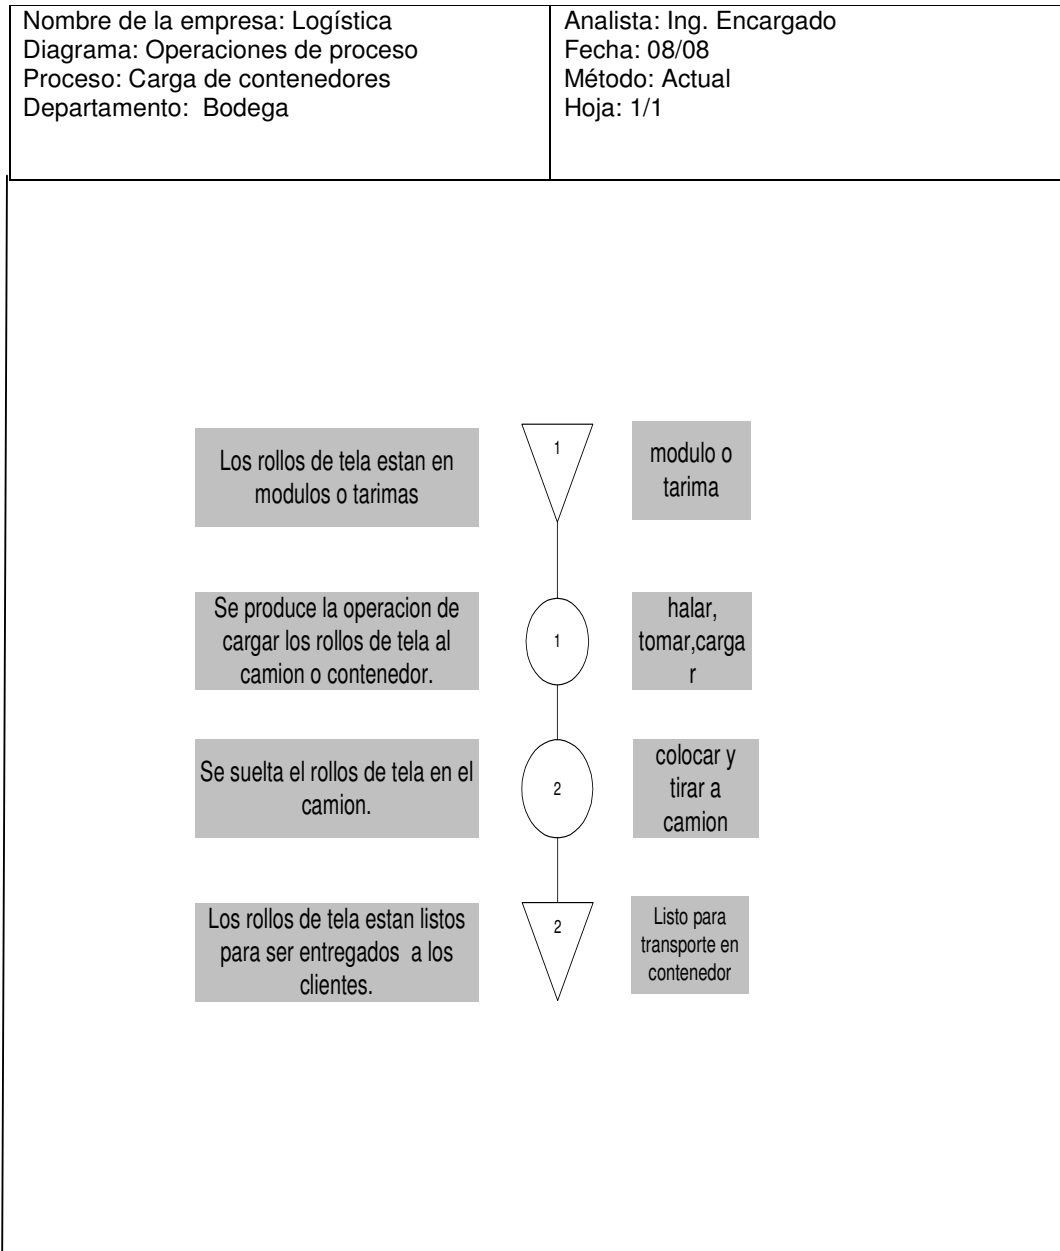 Nombre de la empresa: Logística
Diagrama: Operaciones de proceso
Proceso: Carga de contenedores
Departamento:  Bodega
Analista: Ing. Encargado
Fecha: 08/08
Método: Actual
Hoja: 1/1
Los rollos de tela estan en
modulos o tarimas
1
modulo o
tarima
Se produce la operacion de
cargar los rollos de tela al
camion o contenedor.
1
halar,
tomar,carga
r
Se suelta el rollos de tela en el
camion.
2
colocar y
tirar a
camion
Los rollos de tela estan listos
para ser entregados  a los
clientes.
2
Listo para
transporte en
contenedor